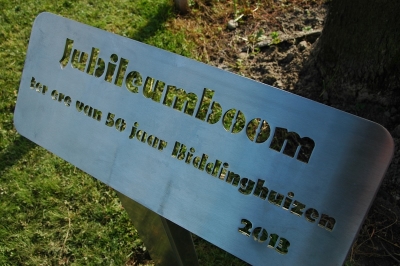 Jubileumboom
ter ere van 50 jaar Biddinghuizen
2013